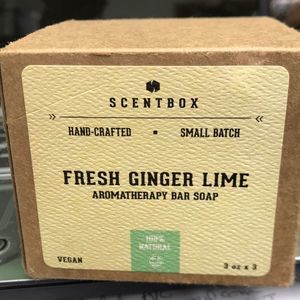 SCENTBOX
HAND-CRAFTED ▪ SMALL BATCH
FRESH GINGER LIME
AROMATHERAPY BAR SOAP
100%
NATURAL
VEGAN
3 oz x 3